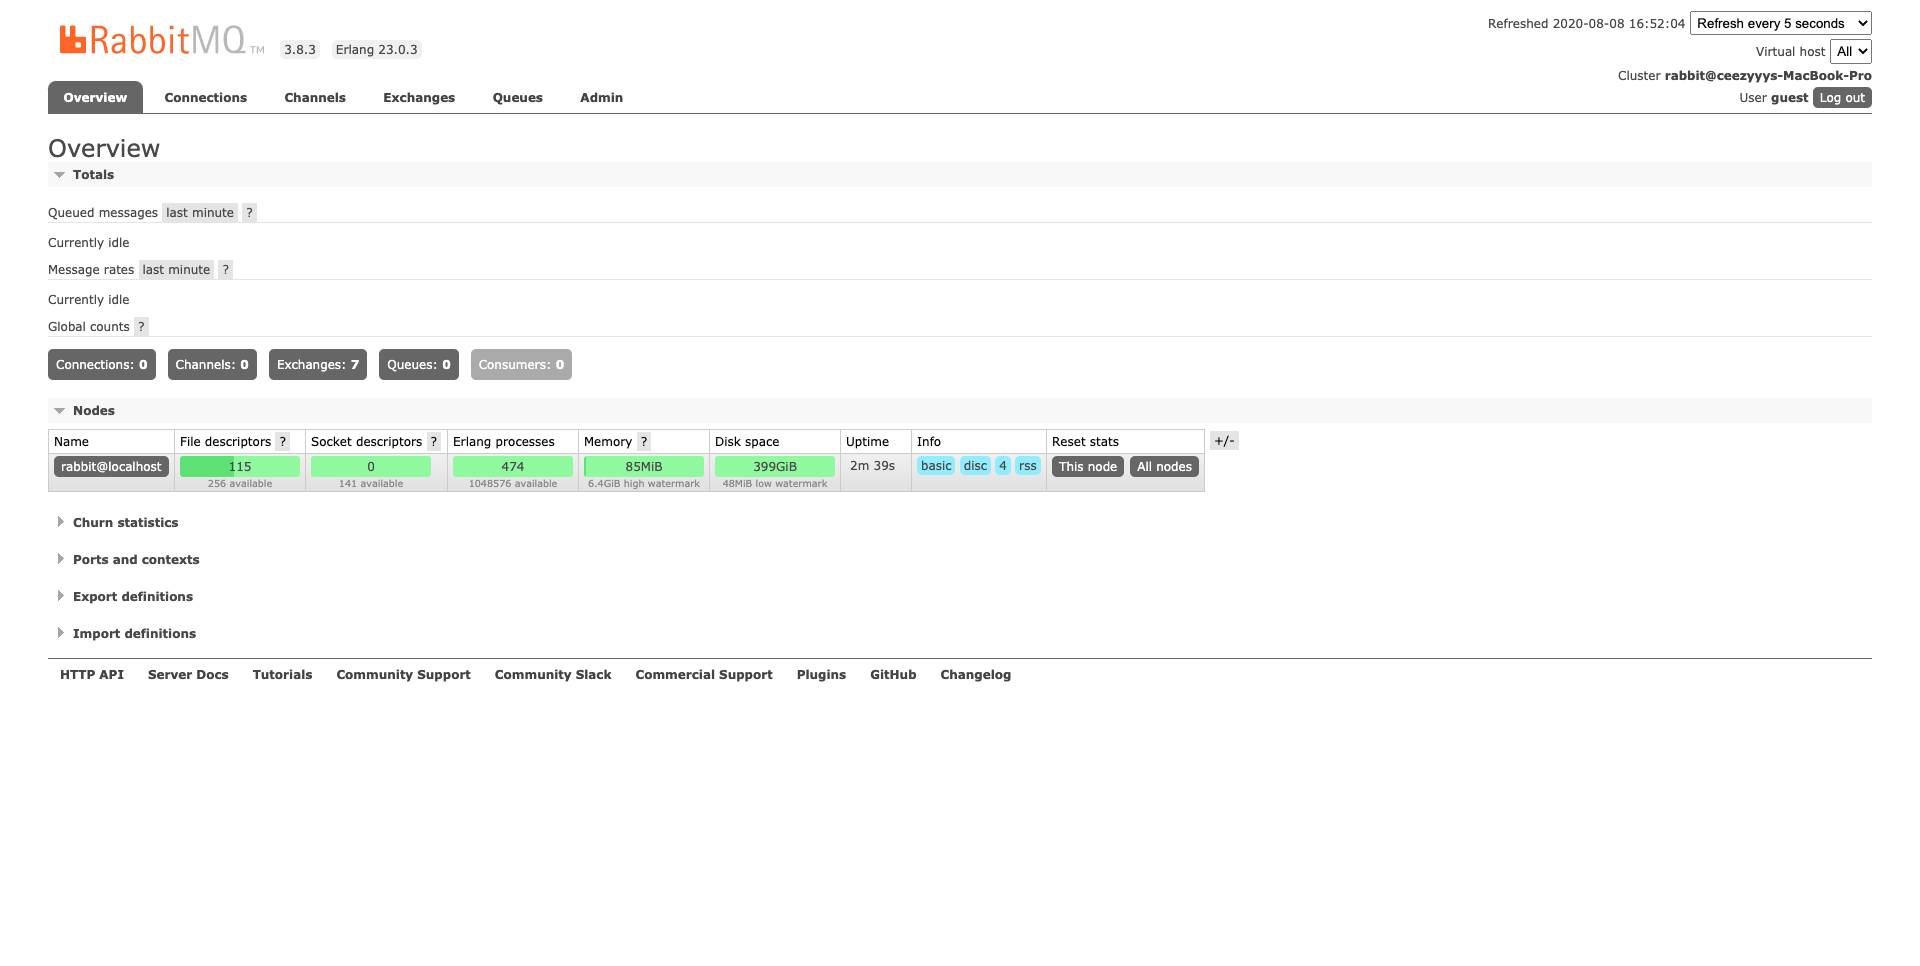 RabbitMQ TM 3.8.3 Erlang 23.0.3
Refreshed 2020-08-08 16:52:04 Refresh every 5 seconds
Virtual host All
Cluster rabbit@ceezyyys-MacBook-Pro
User guest Log out
Overview Connections Channels Exchanges Queues Admin
Overview
Totals
Queued messages last minute ?
Currently idle
Message rates last minute ?
Currently idle
Global counts ?
Connections: 0 Channels: 0 Exchanges: 7 Queues: 0 Consumers: 0
Nodes
Name File descriptors ? Socket descriptors ? Erlang processes Memory ? Disk space Uptime Info Reset stats +/-
rabbit@localhost 115 0 474 85MiB 399GiB 2m 39s basic disc 4 rss This node All nodes
256 available 141 available 1048576 available 6.4GiB high watermark 48MiB low watermark
Churn statistics
Ports and contexts
Export definitions
Import definitions
HTTP API Server Docs Tutorials Community Support Community Slack Commercial Support Plugins GitHub Changelog